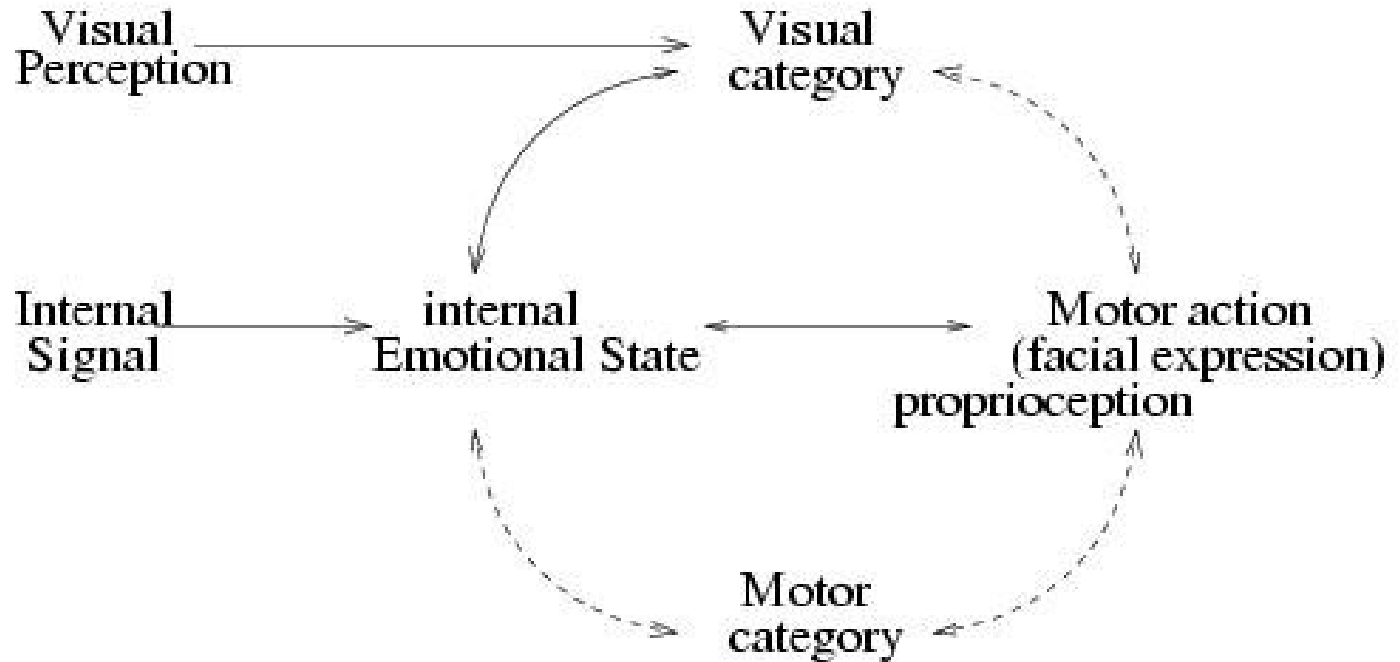 Visual
Perception
Visual
category
Internal
Signal
internal
Emotional State
Motor action
(facial expression)
proprioception
Motor
category